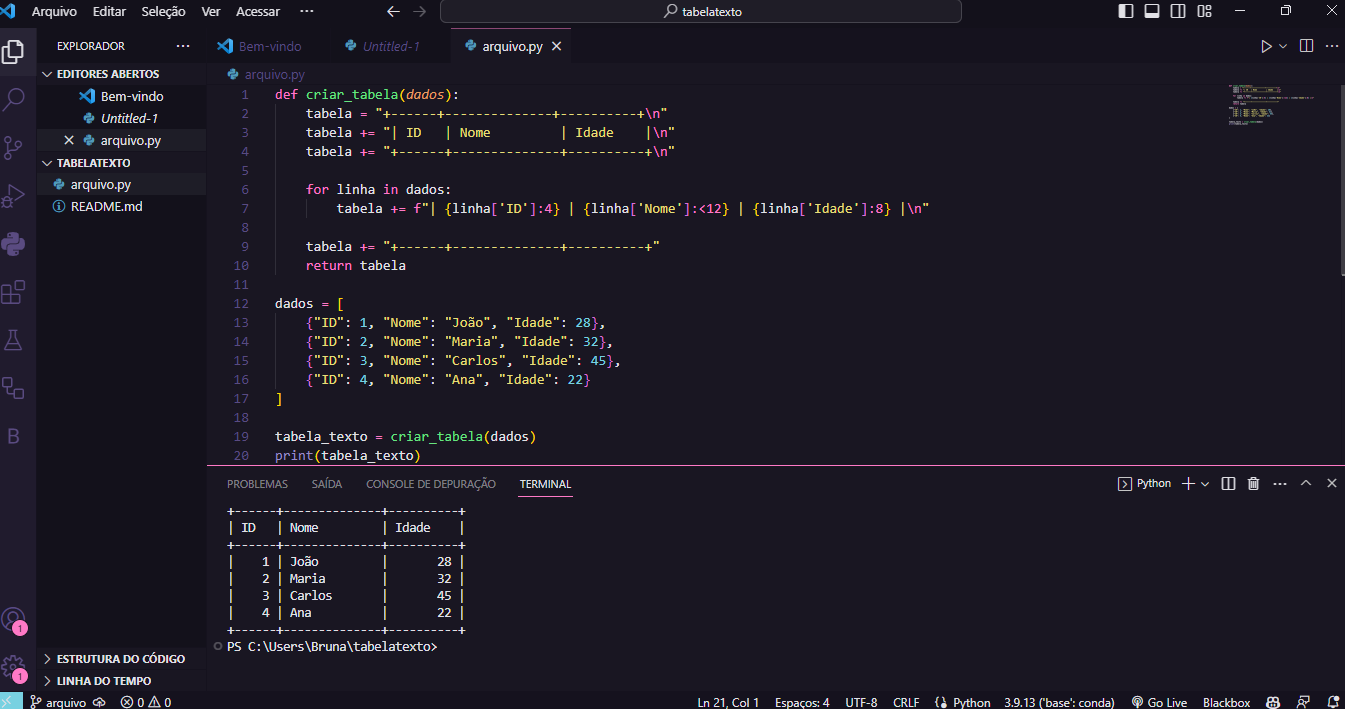 Arquivo Editar Seleção Ver Acessar ··· tabelatexto
EXPLORADOR ···
EDITORES ABERTOS
Bem-vindo
Untitled-1
arquivo.py
TABELATEXTO
arquivo.py
README.md
ESTRUTURA DO CÓDIGO
LINHA DO TEMPO
Bem-vindo Untitled-1 arquivo.py
arquivo.py
1 def criar_tabela(dados):
2     tabela = "+------+--------------+----------+\n"
3     tabela += "| ID   | Nome         | Idade    |\n"
4     tabela += "+------+--------------+----------+\n"
5
6     for linha in dados:
7         tabela += f"| {linha['ID']:4} | {linha['Nome']:<12} | {linha['Idade']:8} |\n"
8
9     tabela += "+------+--------------+----------+"
10     return tabela
11
12 dados = [
13     {"ID": 1, "Nome": "João", "Idade": 28},
14     {"ID": 2, "Nome": "Maria", "Idade": 32},
15     {"ID": 3, "Nome": "Carlos", "Idade": 45},
16     {"ID": 4, "Nome": "Ana", "Idade": 22}
17 ]
18
19 tabela_texto = criar_tabela(dados)
20 print(tabela_texto)
PROBLEMAS SAÍDA CONSOLE DE DEPURAÇÃO TERMINAL Python
+------+--------------+----------+
| ID   | Nome         | Idade    |
+------+--------------+----------+
|    1 | João         |       28 |
|    2 | Maria        |       32 |
|    3 | Carlos       |       45 |
|    4 | Ana          |       22 |
+------+--------------+----------+
PS C:\Users\Bruna\tabelatexto>
B
1
1
arquivo 0 0 Ln 21, Col 1 Espaços: 4 UTF-8 CRLF Python 3.9.13 ('base': conda) Go Live Blackbox